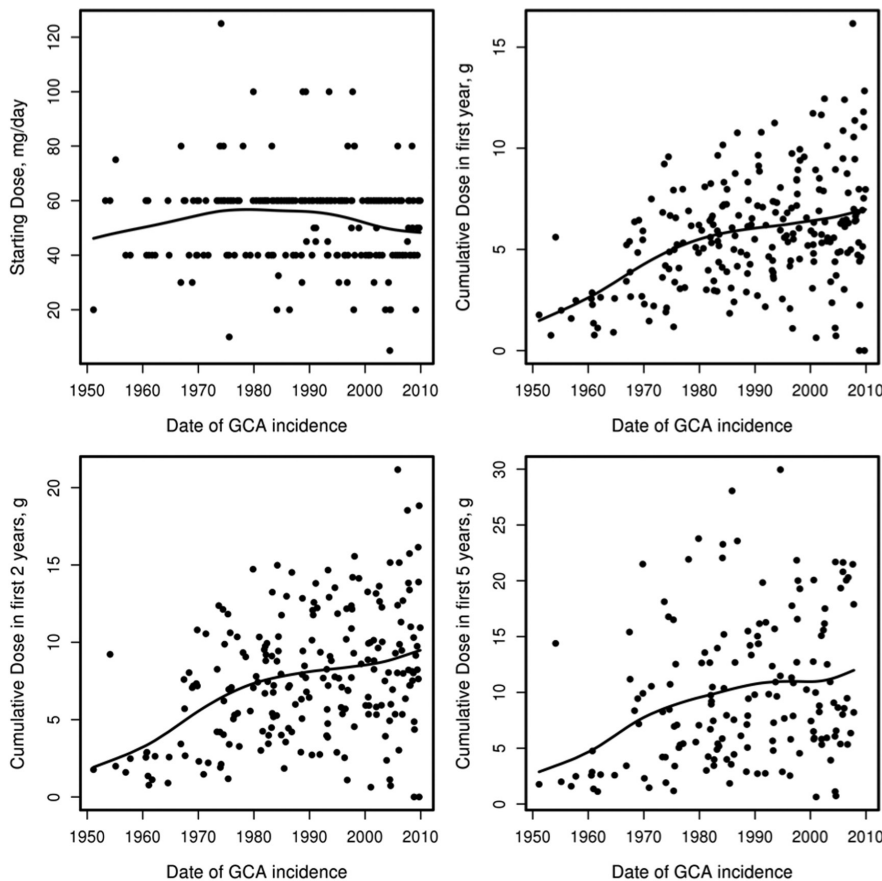 Starting Dose, mg/day
120
100
80
60
40
20
1950 1960 1970 1980 1990 2000 2010
Date of GCA incidence
Cumulative Dose in first year, g
15
10
5
0
1950 1960 1970 1980 1990 2000 2010
Date of GCA incidence
Cumulative Dose in first 2 years, g
20
15
10
5
0
1950 1960 1970 1980 1990 2000 2010
Date of GCA incidence
Cumulative Dose in first 5 years, g
30
25
20
15
10
5
0
1950 1960 1970 1980 1990 2000 2010
Date of GCA incidence